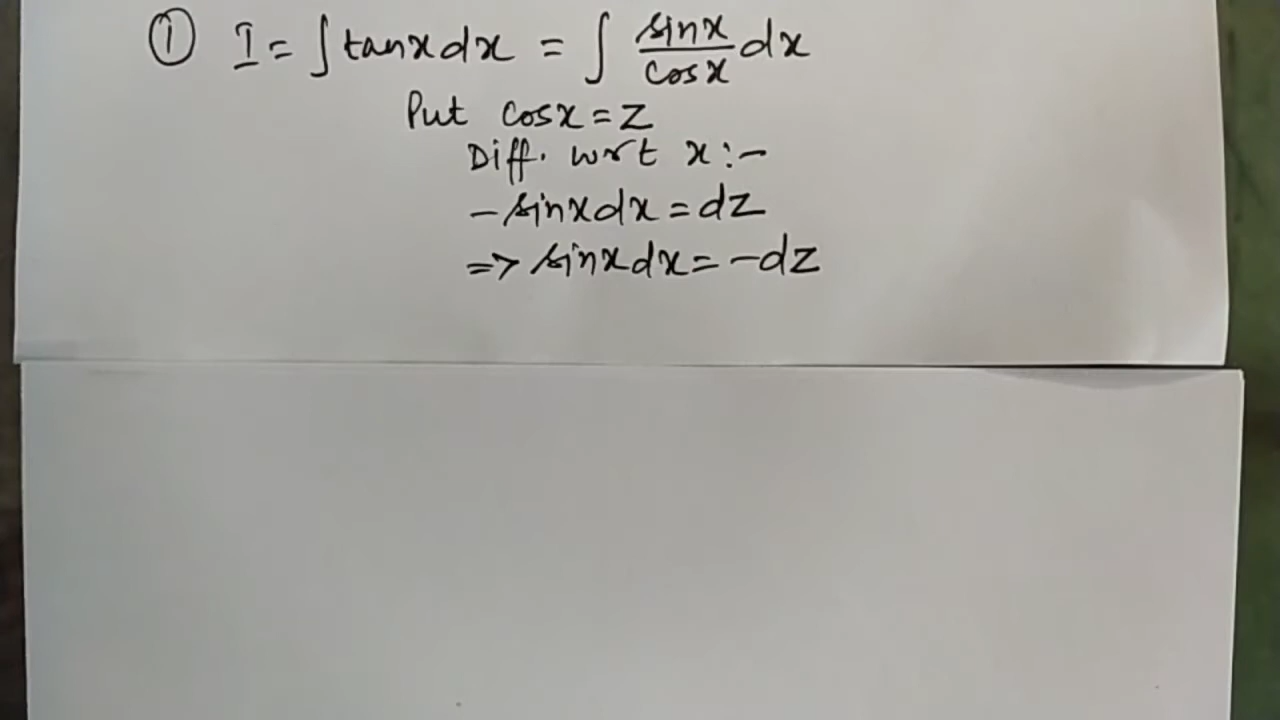 ① I = ∫ tanx dx = ∫ sinx/cosx dx
Put cosx = z
Diff. wrt x :-
- sinx dx = dz
=> sinx dx = -dz